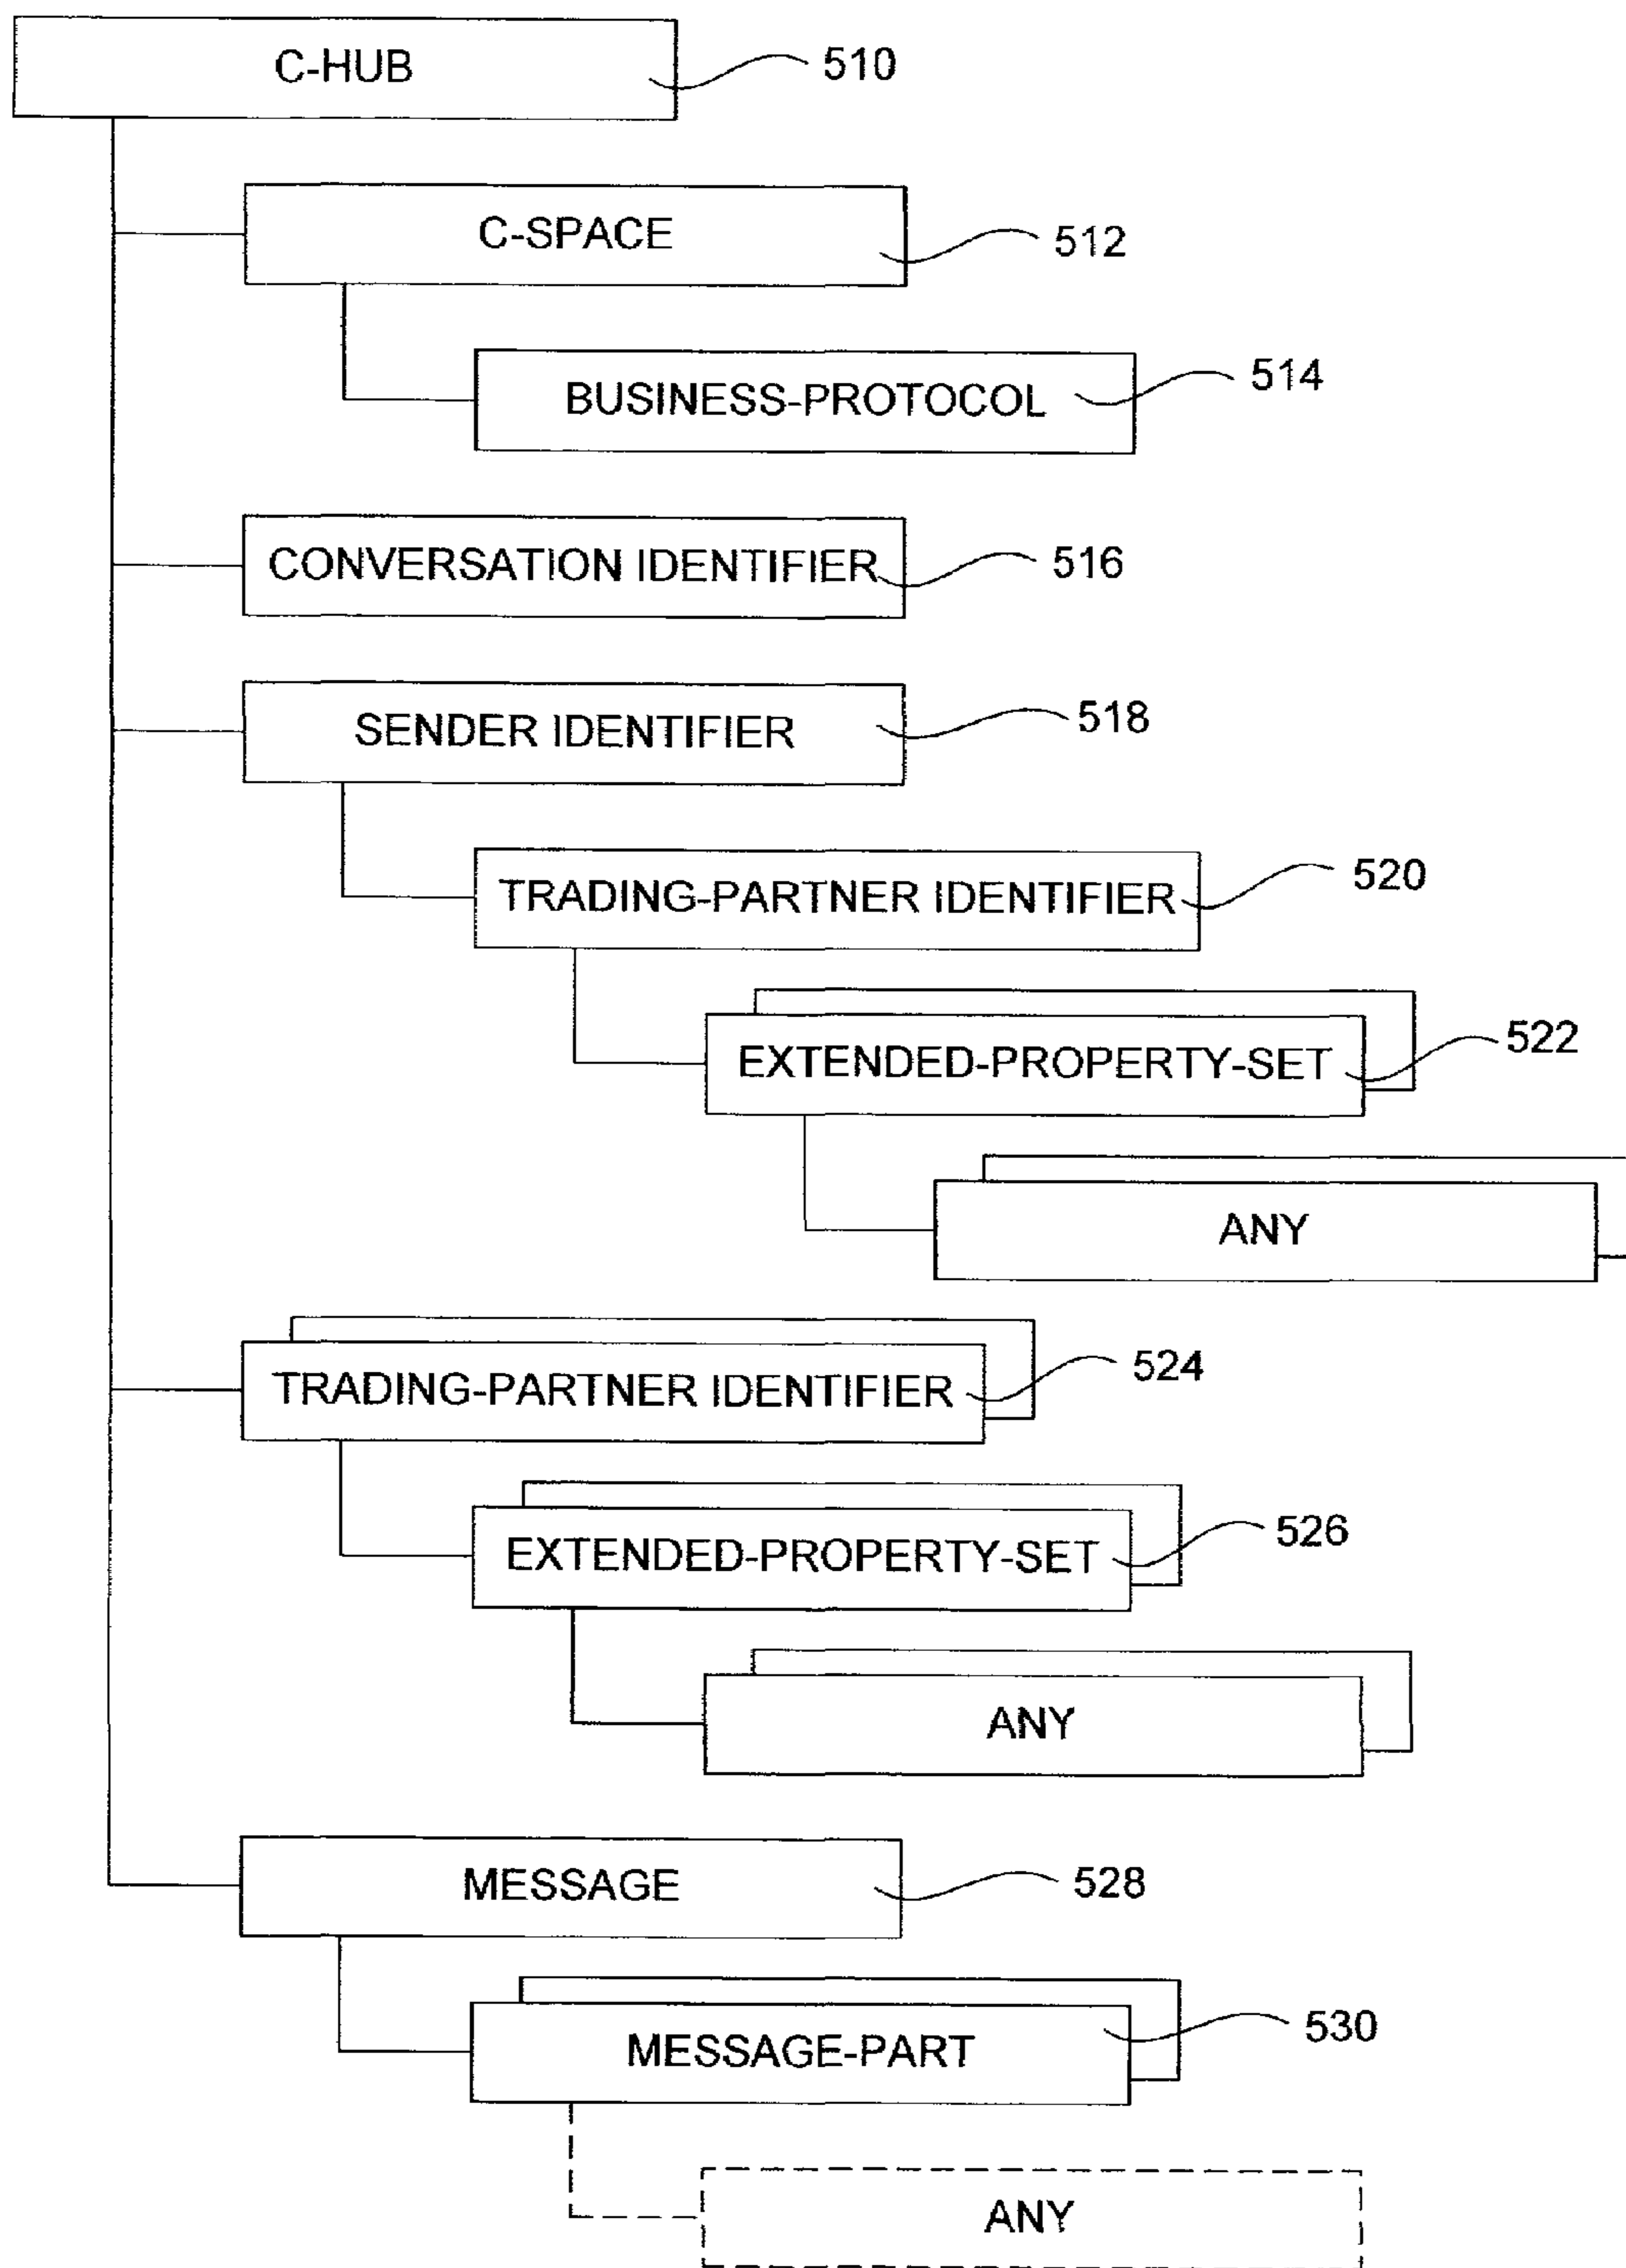 C-HUB 510
C-SPACE 512
BUSINESS-PROTOCOL 514
CONVERSATION IDENTIFIER 516
SENDER IDENTIFIER 518
TRADING-PARTNER IDENTIFIER 520
EXTENDED-PROPERTY-SET 522
ANY
TRADING-PARTNER IDENTIFIER 524
EXTENDED-PROPERTY-SET 526
ANY
MESSAGE 528
MESSAGE-PART 530
ANY